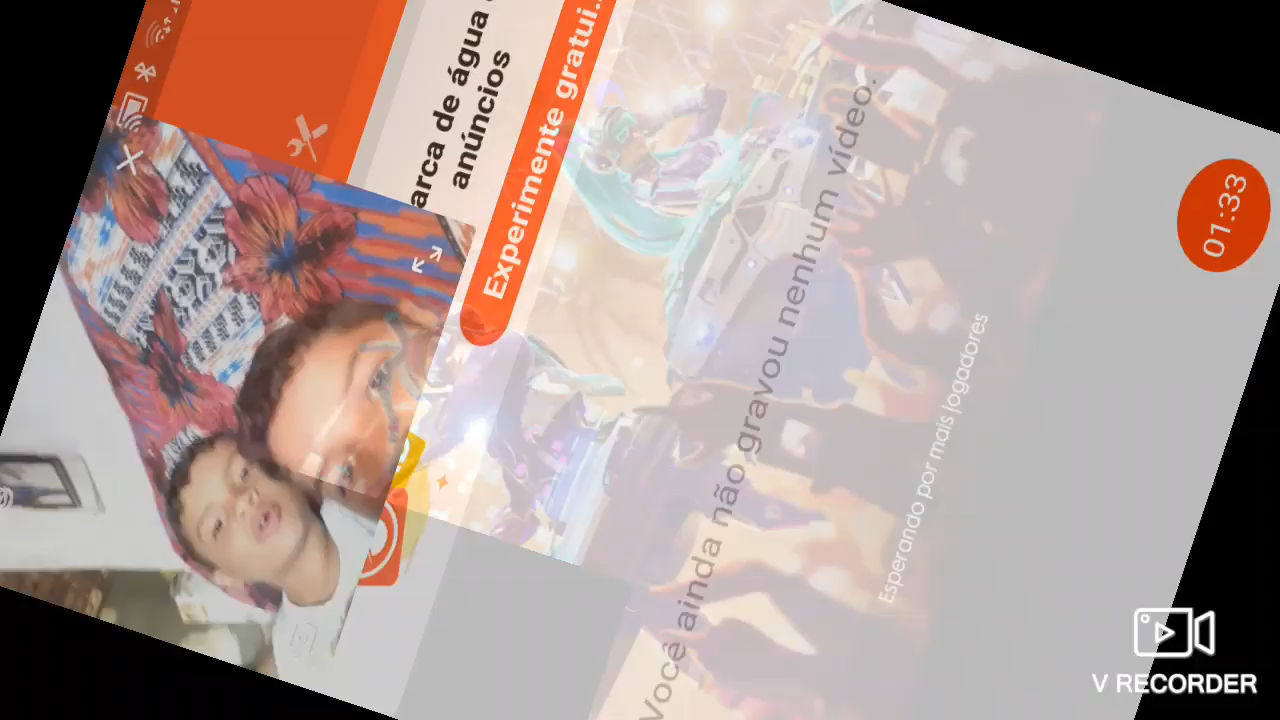 arca de água
anúncios
Experimente gratui...
Você ainda não gravou nenhum vídeo.
Esperando por mais jogadores
01:33
V RECORDER